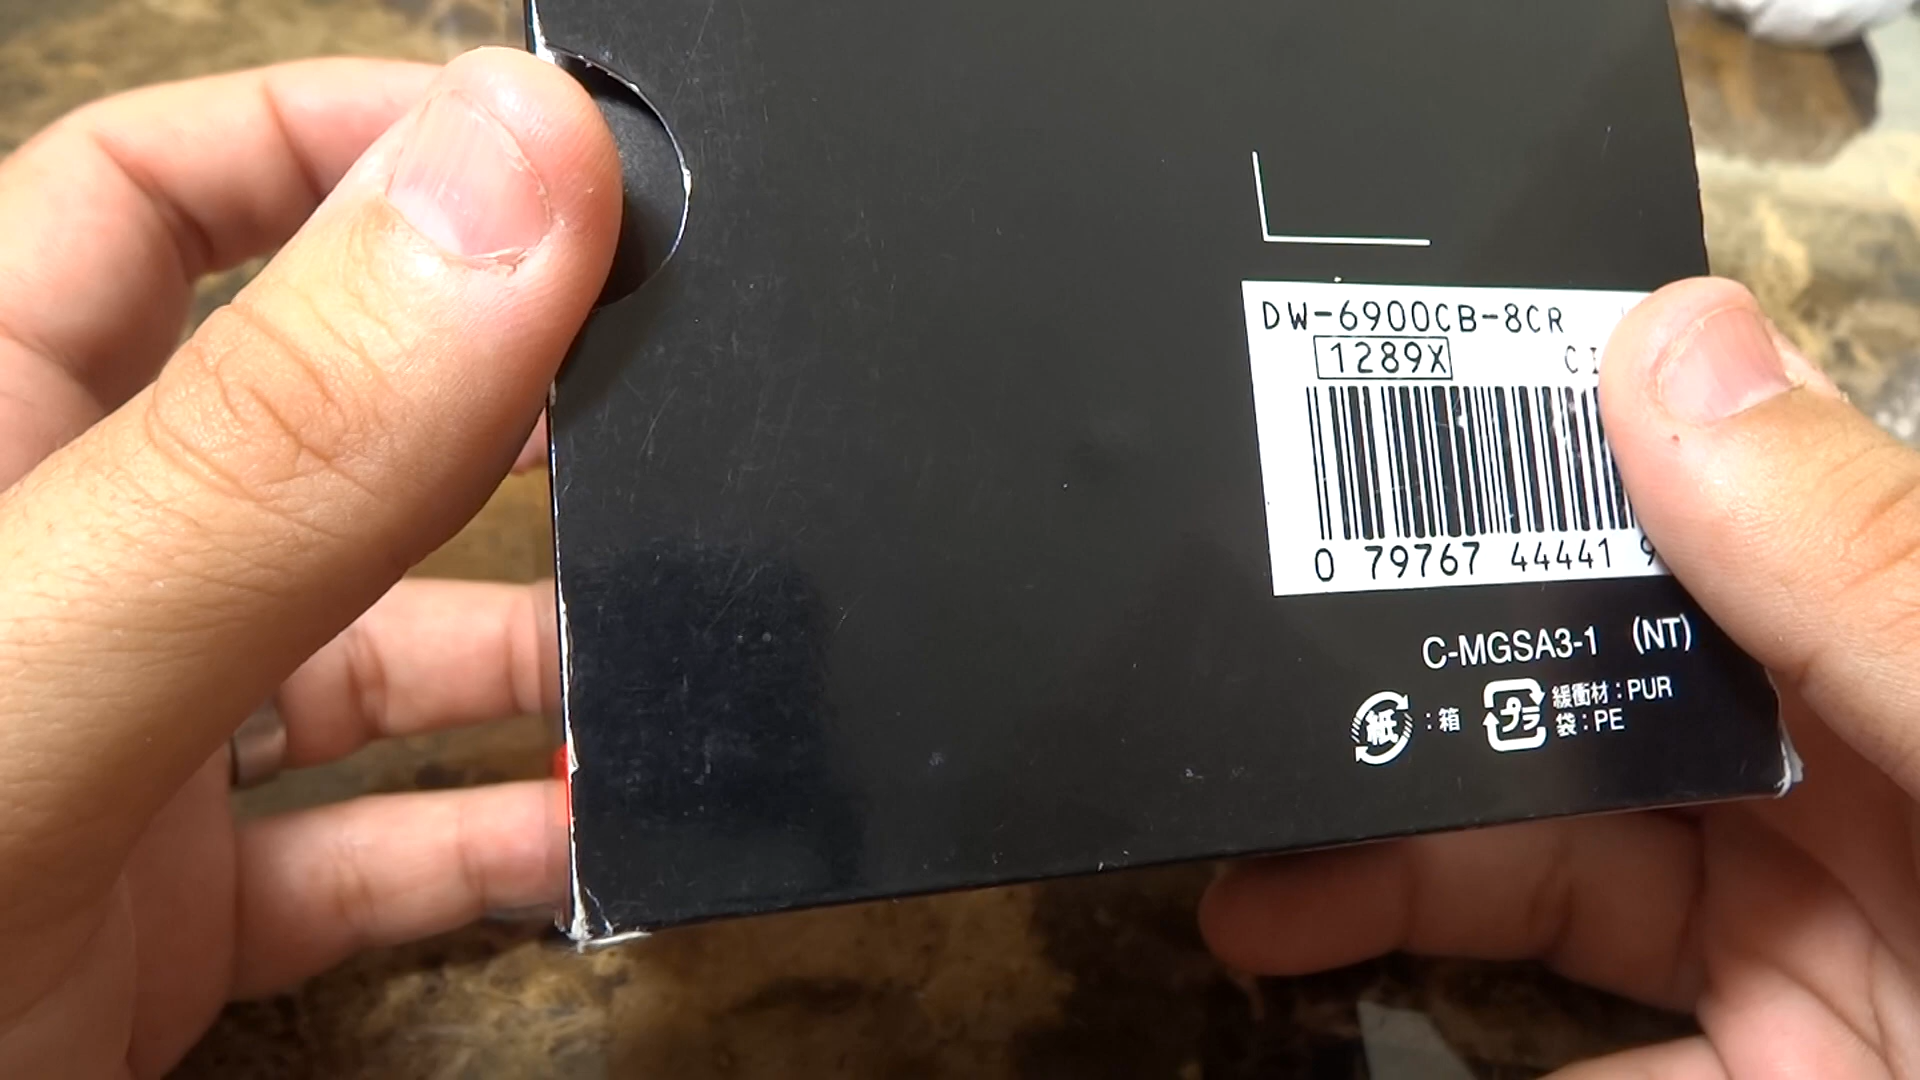 DW-6900CB-8CR
1289X
0 79767 44441 9
C-MGSA3-1 (NT)
紙 : 箱
プラ 緩衝材 : PUR
袋 : PE